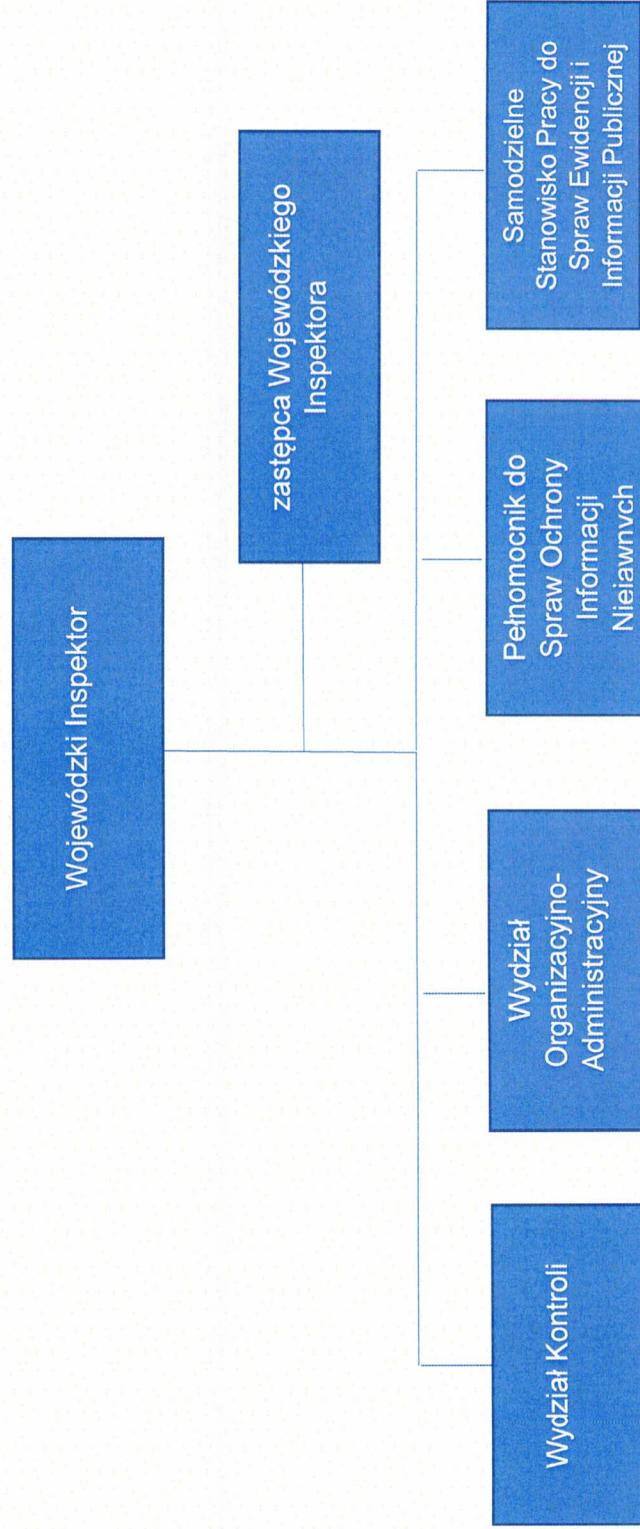 Wojewódzki Inspektor
zastępca Wojewódzkiego
Inspektora
Wydział Kontroli
Wydział
Organizacyjno-
Administracyjny
Pełnomocnik do
Spraw Ochrony
Informacji
Niejawnych
Samodzielne
Stanowisko Pracy do
Spraw Ewidencji i
Informacji Publicznej